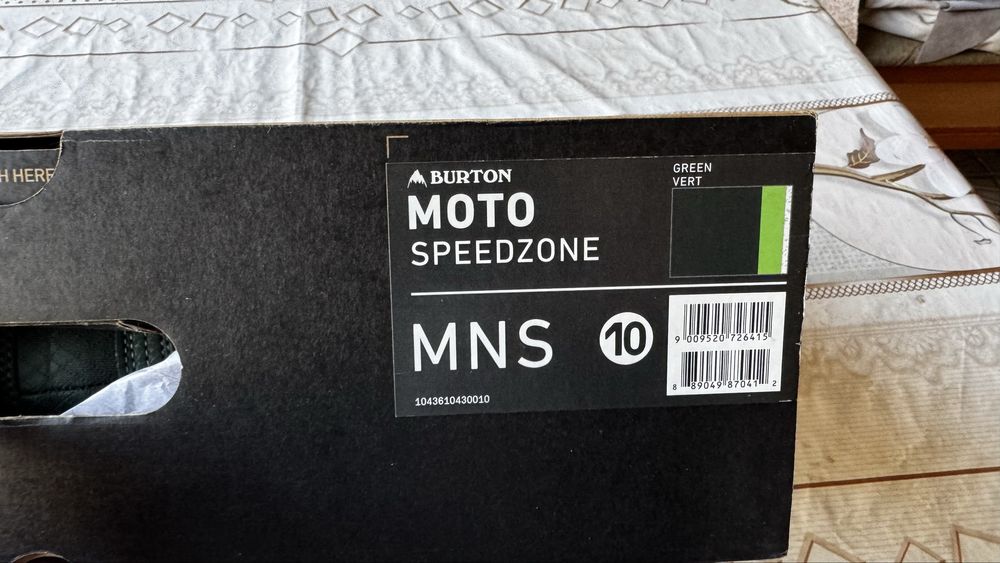 H HERE
BURTON
MOTO
SPEEDZONE
GREEN
VERT
MNS
10
9 009520 726415
8 89049 87041 2
1043610430010